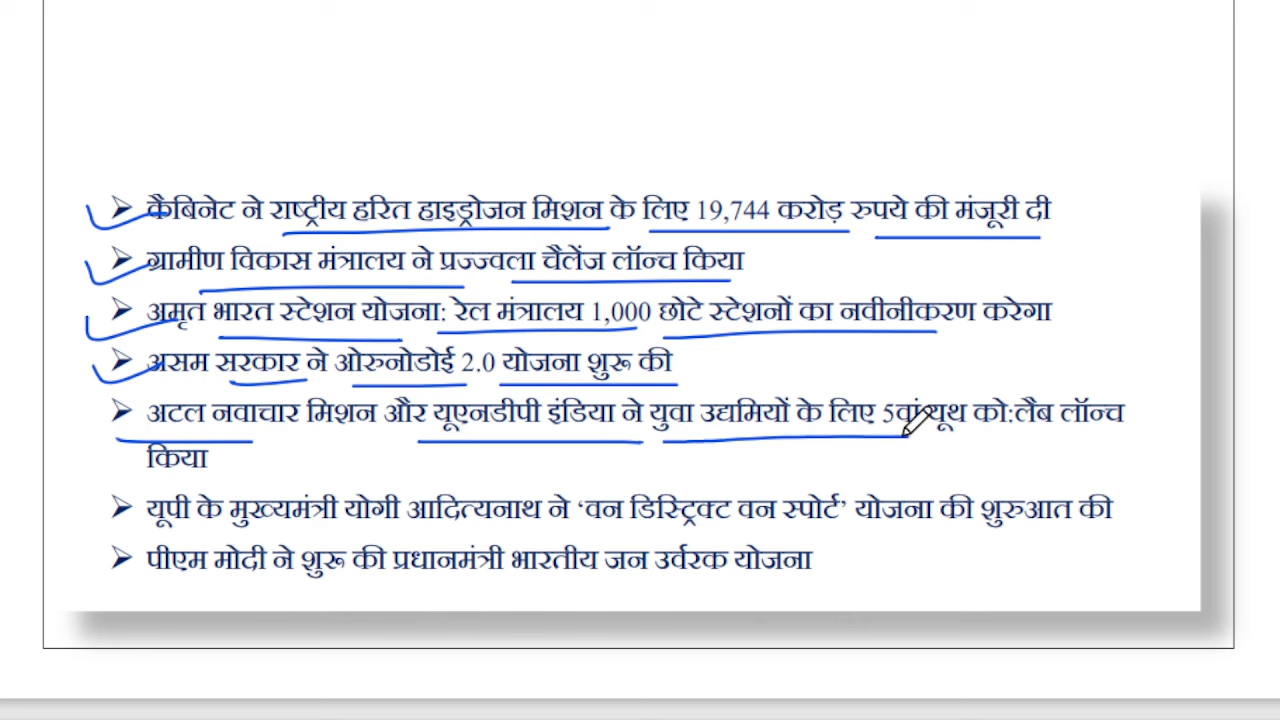 ➢ कैबिनेट ने राष्ट्रीय हरित हाइड्रोजन मिशन के लिए 19,744 करोड़ रुपये की मंजूरी दी
➢ ग्रामीण विकास मंत्रालय ने प्रज्ज्वला चैलेंज लॉन्च किया
➢ अमृत भारत स्टेशन योजना: रेल मंत्रालय 1,000 छोटे स्टेशनों का नवीनीकरण करेगा
➢ असम सरकार ने ओरुनोडोई 2.0 योजना शुरू की
➢ अटल नवाचार मिशन और यूएनडीपी इंडिया ने युवा उद्यमियों के लिए 5वां यूथ को:लैब लॉन्च
किया
➢ यूपी के मुख्यमंत्री योगी आदित्यनाथ ने ‘वन डिस्ट्रिक्ट वन स्पोर्ट’ योजना की शुरुआत की
➢ पीएम मोदी ने शुरू की प्रधानमंत्री भारतीय जन उर्वरक योजना